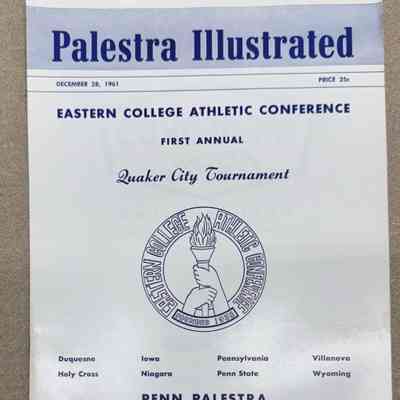 Palestra Illustrated
DECEMBER 28, 1961 PRICE 25c
EASTERN COLLEGE ATHLETIC CONFERENCE
FIRST ANNUAL
Quaker City Tournament
EASTERN COLLEGE ATHLETIC CONFERENCE
Duquesne Iowa Pennsylvania Villanova
Holy Cross Niagara Penn State Wyoming
PENN PALESTRA